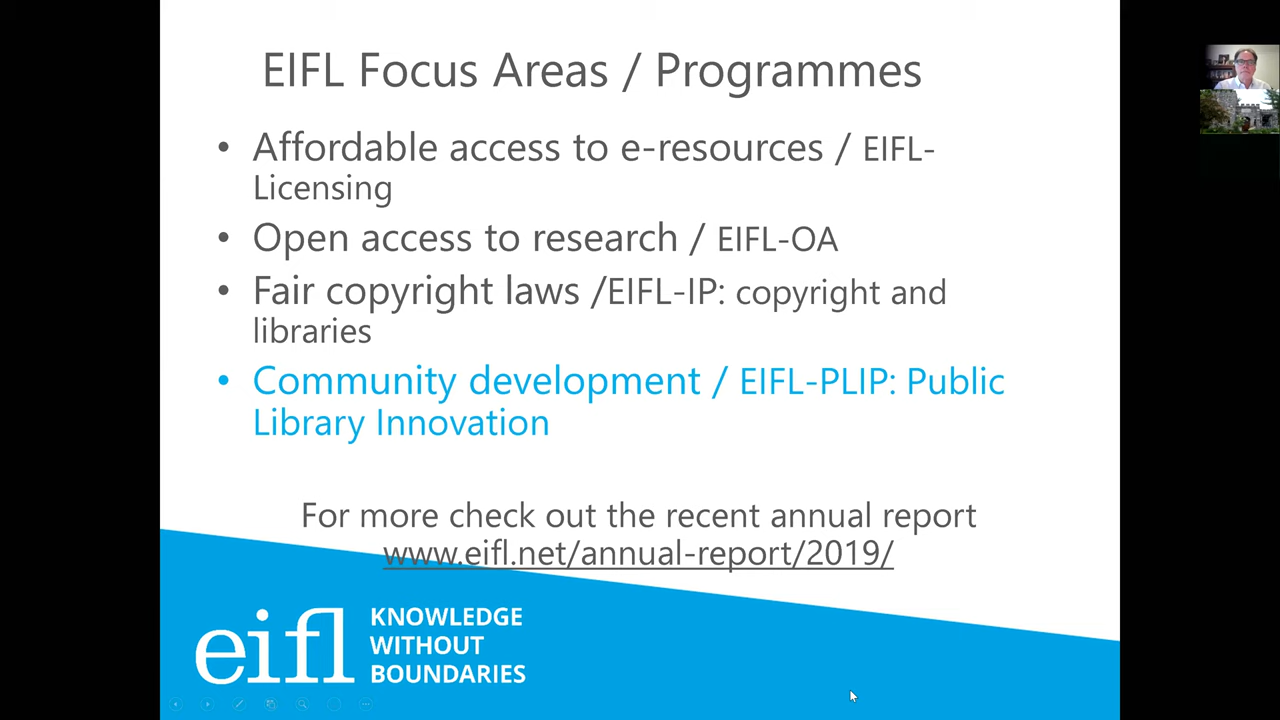 EIFL Focus Areas / Programmes
• Affordable access to e-resources / EIFL-
Licensing
• Open access to research / EIFL-OA
• Fair copyright laws /EIFL-IP: copyright and
libraries
• Community development / EIFL-PLIP: Public
Library Innovation
For more check out the recent annual report
www.eifl.net/annual-report/2019/
eifl
KNOWLEDGE
WITHOUT
BOUNDARIES